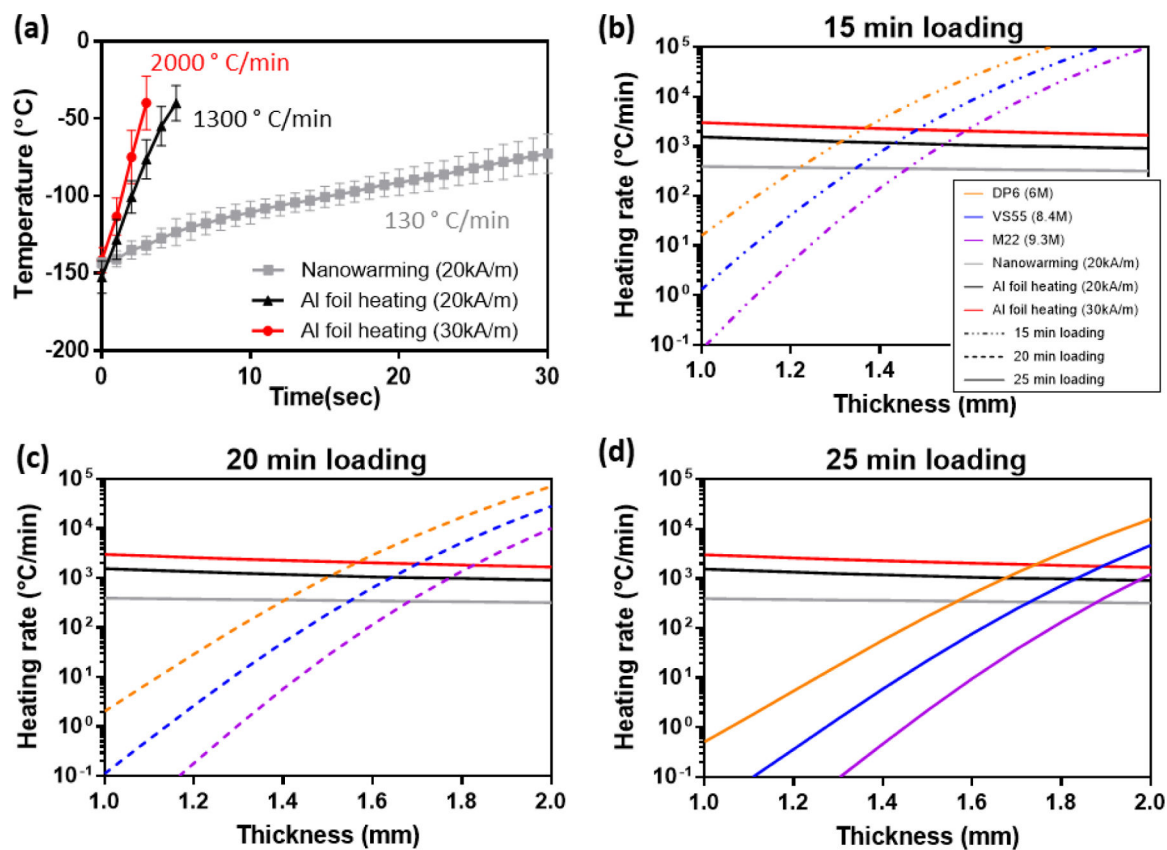 (a)
0
-50
-100
-150
-200
Temperature (°C)
2000 ° C/min
1300 ° C/min
130 ° C/min
Nanowarming (20kA/m)
Al foil heating (20kA/m)
Al foil heating (30kA/m)
0 10 20 30
Time(sec)
(b) 15 min loading
10^5
10^4
10^3
10^2
10^1
10^0
10^-1
Heating rate (°C/min)
DP6 (6M)
VS55 (8.4M)
M22 (9.3M)
Nanowarming (20kA/m)
Al foil heating (20kA/m)
Al foil heating (30kA/m)
15 min loading
20 min loading
25 min loading
1.0 1.2 1.4
Thickness (mm)
(c) 20 min loading
10^5
10^4
10^3
10^2
10^1
10^0
10^-1
Heating rate (°C/min)
1.0 1.2 1.4 1.6 1.8 2.0
Thickness (mm)
(d) 25 min loading
10^5
10^4
10^3
10^2
10^1
10^0
10^-1
Heating rate (°C/min)
1.0 1.2 1.4 1.6 1.8 2.0
Thickness (mm)